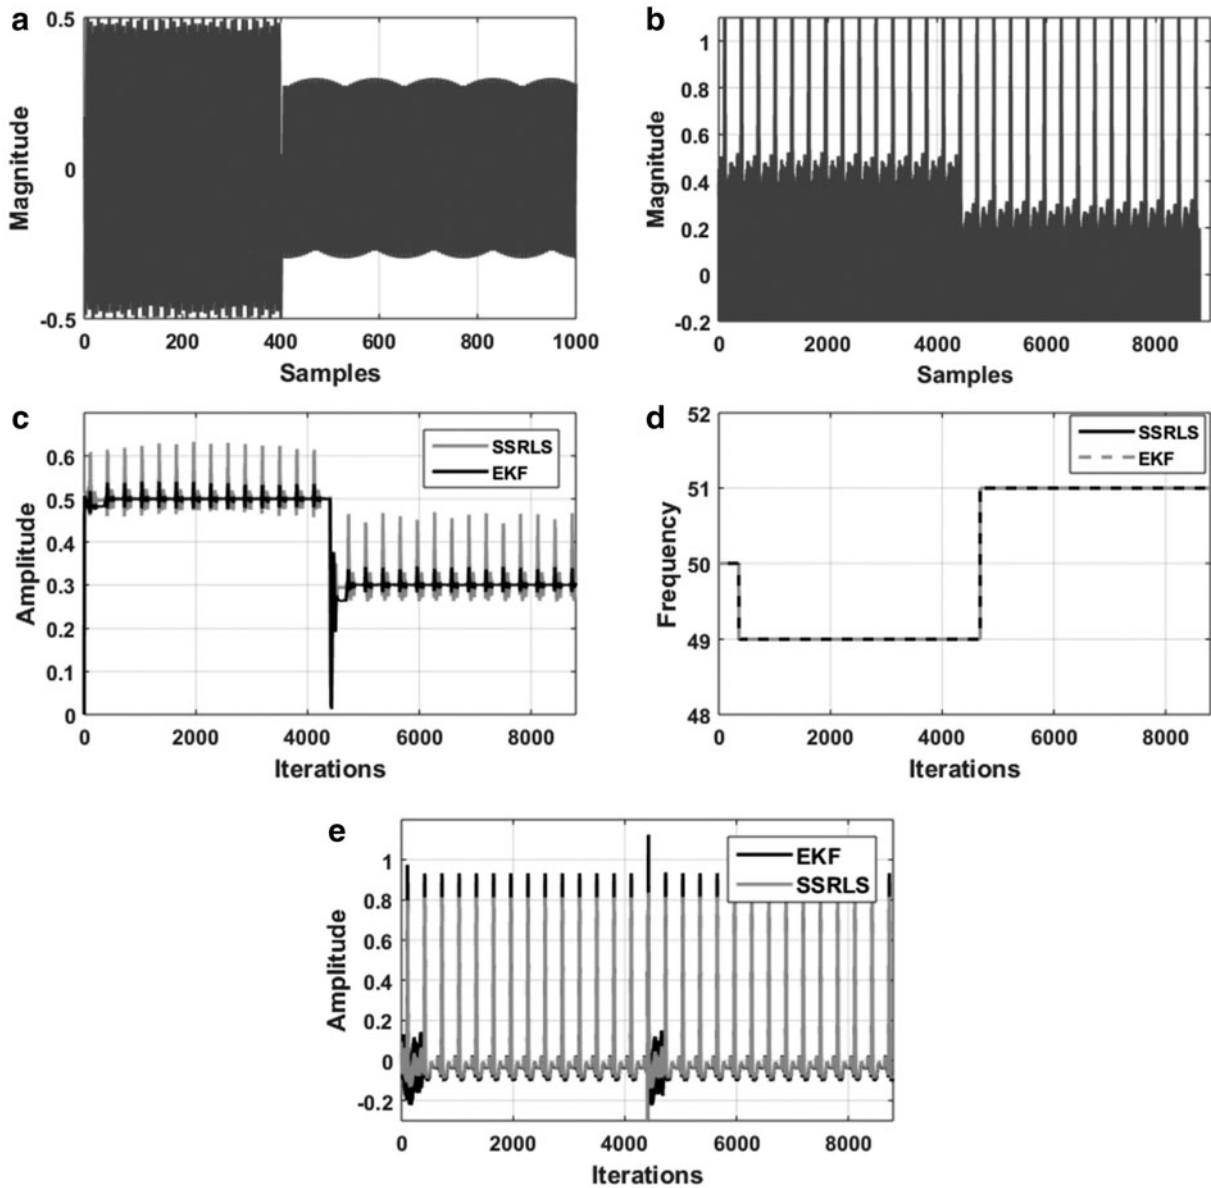 a
0.5
0
-0.5
Magnitude
0 200 400 600 800 1000
Samples
b
1
0.8
0.6
0.4
0.2
0
-0.2
Magnitude
0 2000 4000 6000 8000
Samples
c
0.6
0.5
0.4
0.3
0.2
0.1
0
Amplitude
SSRLS
EKF
0 2000 4000 6000 8000
Iterations
d
52
51
50
49
48
Frequency
SSRLS
EKF
0 2000 4000 6000 8000
Iterations
e
1
0.8
0.6
0.4
0.2
0
-0.2
Amplitude
EKF
SSRLS
0 2000 4000 6000 8000
Iterations